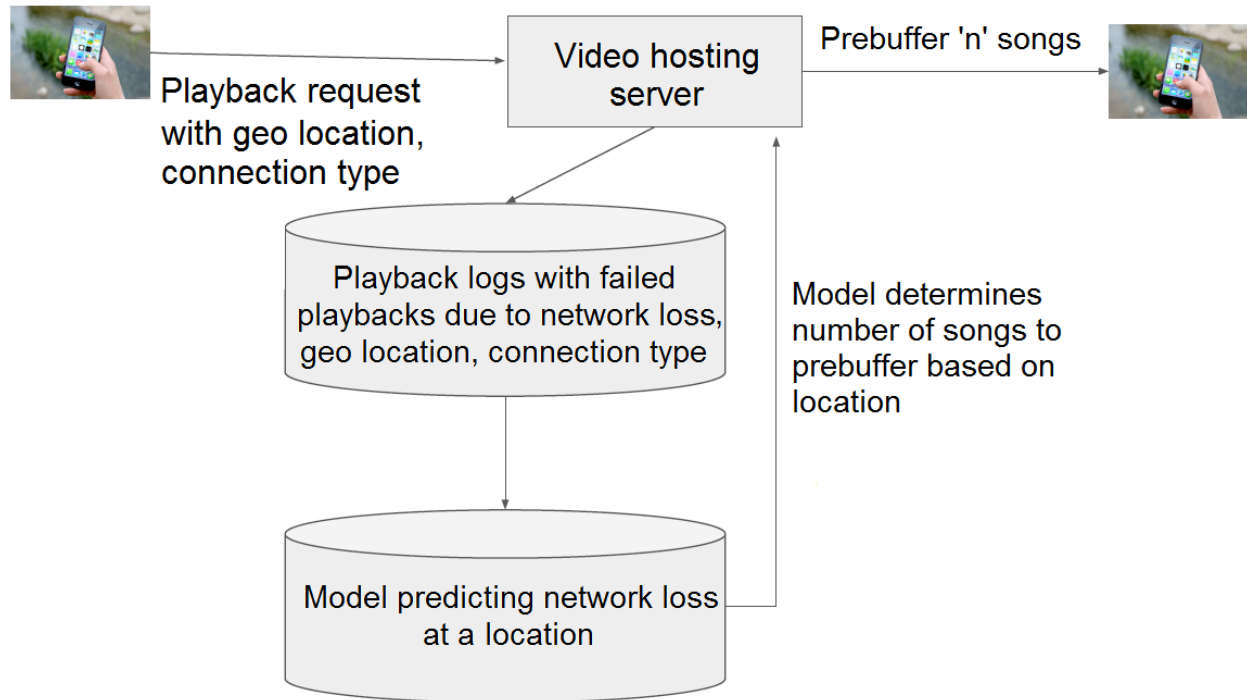 Playback request
with geo location,
connection type
Video hosting
server
Prebuffer 'n' songs
Playback logs with failed
playbacks due to network loss,
geo location, connection type
Model determines
number of songs to
prebuffer based on
location
Model predicting network loss
at a location